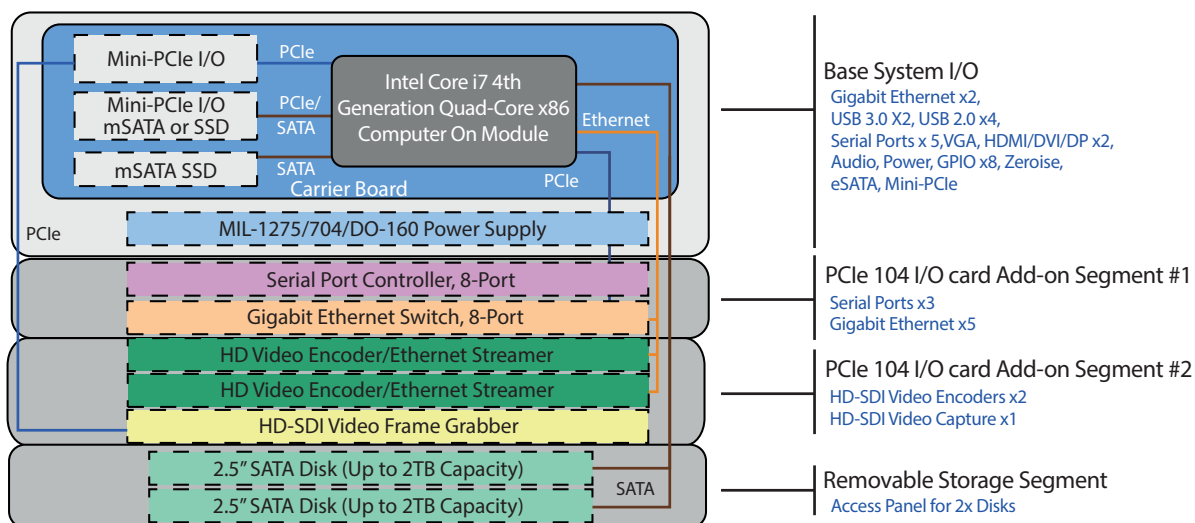 Mini-PCIe I/O
PCIe
Mini-PCIe I/O
mSATA or SSD
PCIe/
SATA
mSATA SSD
SATA
Intel Core i7 4th
Generation Quad-Core x86
Computer On Module
Ethernet
PCIe
Carrier Board
PCIe
MIL-1275/704/DO-160 Power Supply
Serial Port Controller, 8-Port
Gigabit Ethernet Switch, 8-Port
HD Video Encoder/Ethernet Streamer
HD Video Encoder/Ethernet Streamer
HD-SDI Video Frame Grabber
2.5” SATA Disk (Up to 2TB Capacity)
2.5” SATA Disk (Up to 2TB Capacity)
SATA
Base System I/O
Gigabit Ethernet x2,
USB 3.0 X2, USB 2.0 x4,
Serial Ports x 5,VGA, HDMI/DVI/DP x2,
Audio, Power, GPIO x8, Zeroise,
eSATA, Mini-PCIe
PCIe 104 I/O card Add-on Segment #1
Serial Ports x3
Gigabit Ethernet x5
PCIe 104 I/O card Add-on Segment #2
HD-SDI Video Encoders x2
HD-SDI Video Capture x1
Removable Storage Segment
Access Panel for 2x Disks